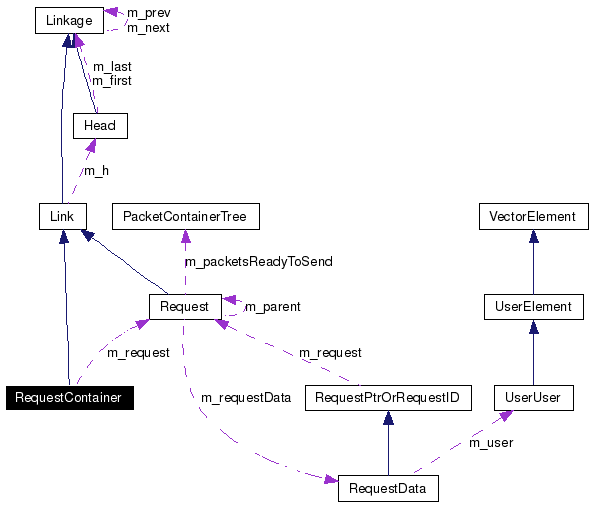 Linkage
m_prev
m_next
m_last
m_first
Head
m_h
Link
PacketContainerTree
VectorElement
m_packetsReadyToSend
Request
m_parent
UserElement
m_request
m_request
RequestContainer
m_requestData
RequestPtrOrRequestID
UserUser
m_user
RequestData